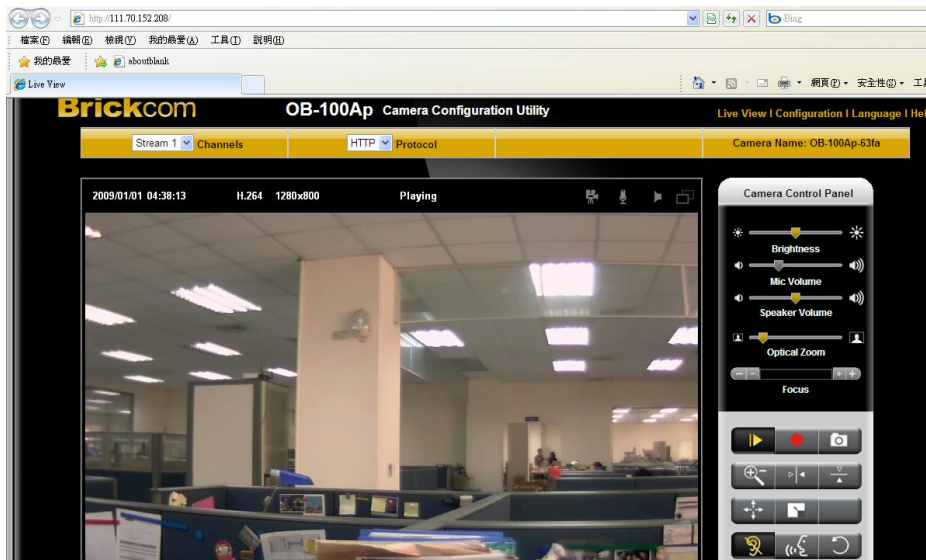 http://111.70.152.208/
Bing
檔案(F) 編輯(E) 檢視(V) 我的最愛(A) 工具(T) 說明(H)
我的最愛 aboutblank
Live View
網頁(P) 安全性(S)
Brickcom OB-100Ap Camera Configuration Utility
Live View I Configuration I Language I Hel
Stream 1 Channels HTTP Protocol Camera Name: OB-100Ap-63fa
2009/01/01 04:38:13 H.264 1280x800 Playing
Camera Control Panel
Brightness
Mic Volume
Speaker Volume
Optical Zoom
Focus